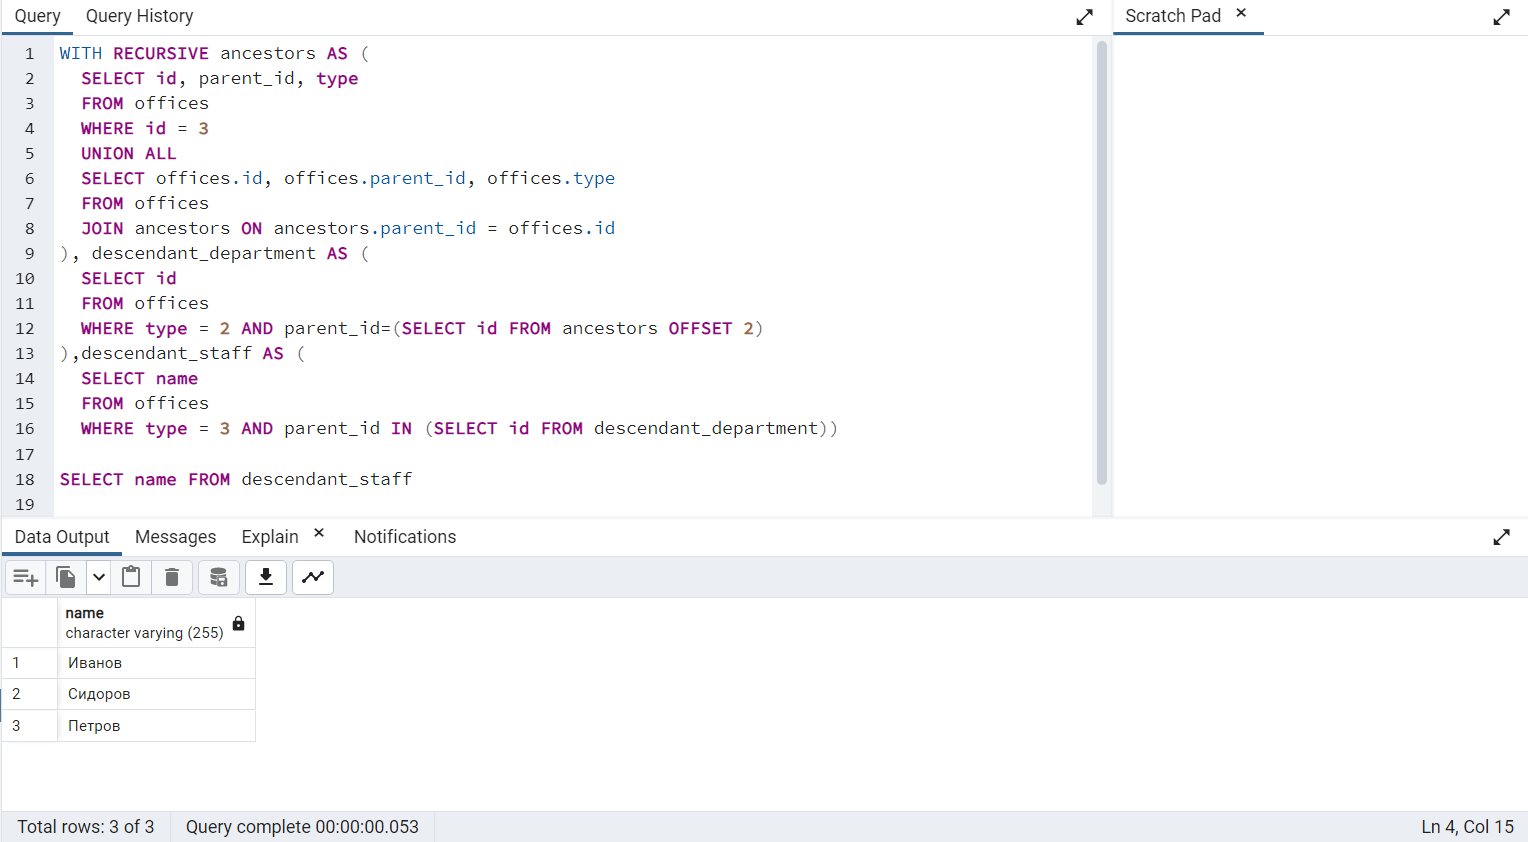 Query Query History
Scratch Pad
1 WITH RECURSIVE ancestors AS (
2 SELECT id, parent_id, type
3 FROM offices
4 WHERE id = 3
5 UNION ALL
6 SELECT offices.id, offices.parent_id, offices.type
7 FROM offices
8 JOIN ancestors ON ancestors.parent_id = offices.id
9 ), descendant_department AS (
10 SELECT id
11 FROM offices
12 WHERE type = 2 AND parent_id=(SELECT id FROM ancestors OFFSET 2)
13 ),descendant_staff AS (
14 SELECT name
15 FROM offices
16 WHERE type = 3 AND parent_id IN (SELECT id FROM descendant_department))
17
18 SELECT name FROM descendant_staff
19
Data Output Messages Explain Notifications
name
character varying (255)
1 Иванов
2 Сидоров
3 Петров
Total rows: 3 of 3 Query complete 00:00:00.053 Ln 4, Col 15